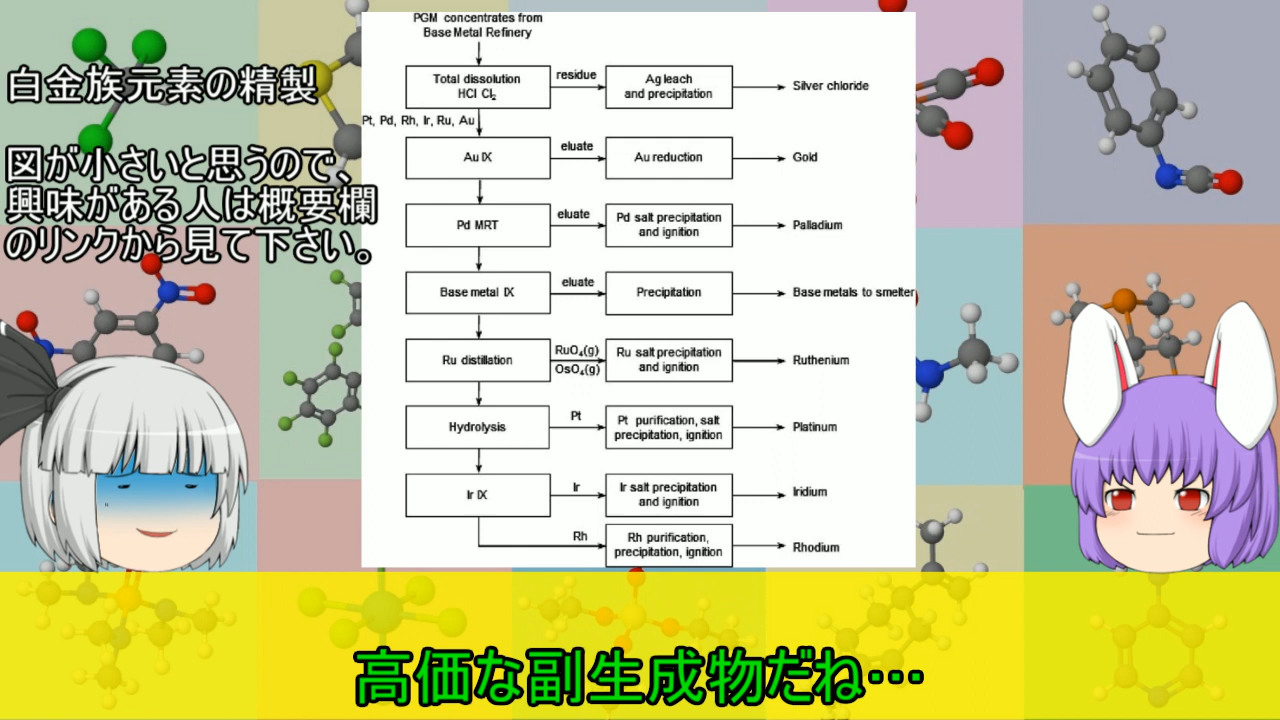 白金族元素の精製
図が小さいと思うので、
興味がある人は概要欄
のリンクから見て下さい。
PGM concentrates from
Base Metal Refinery
Total dissolution
HCl Cl₂
residue
Ag leach
and precipitation
Silver chloride
Pt, Pd, Rh, Ir, Ru, Au
Au IX
eluate
Au reduction
Gold
Pd MRT
eluate
Pd salt precipitation
and ignition
Palladium
Base metal IX
eluate
Precipitation
Base metals to smelter
Ru distillation
RuO₄(g)
OsO₄(g)
Ru salt precipitation
and ignition
Ruthenium
Hydrolysis
Pt
Pt purification, salt
precipitation, ignition
Platinum
Ir IX
Ir
Ir salt precipitation
and ignition
Iridium
Rh
Rh purification,
precipitation, ignition
Rhodium
高価な副生成物だね…